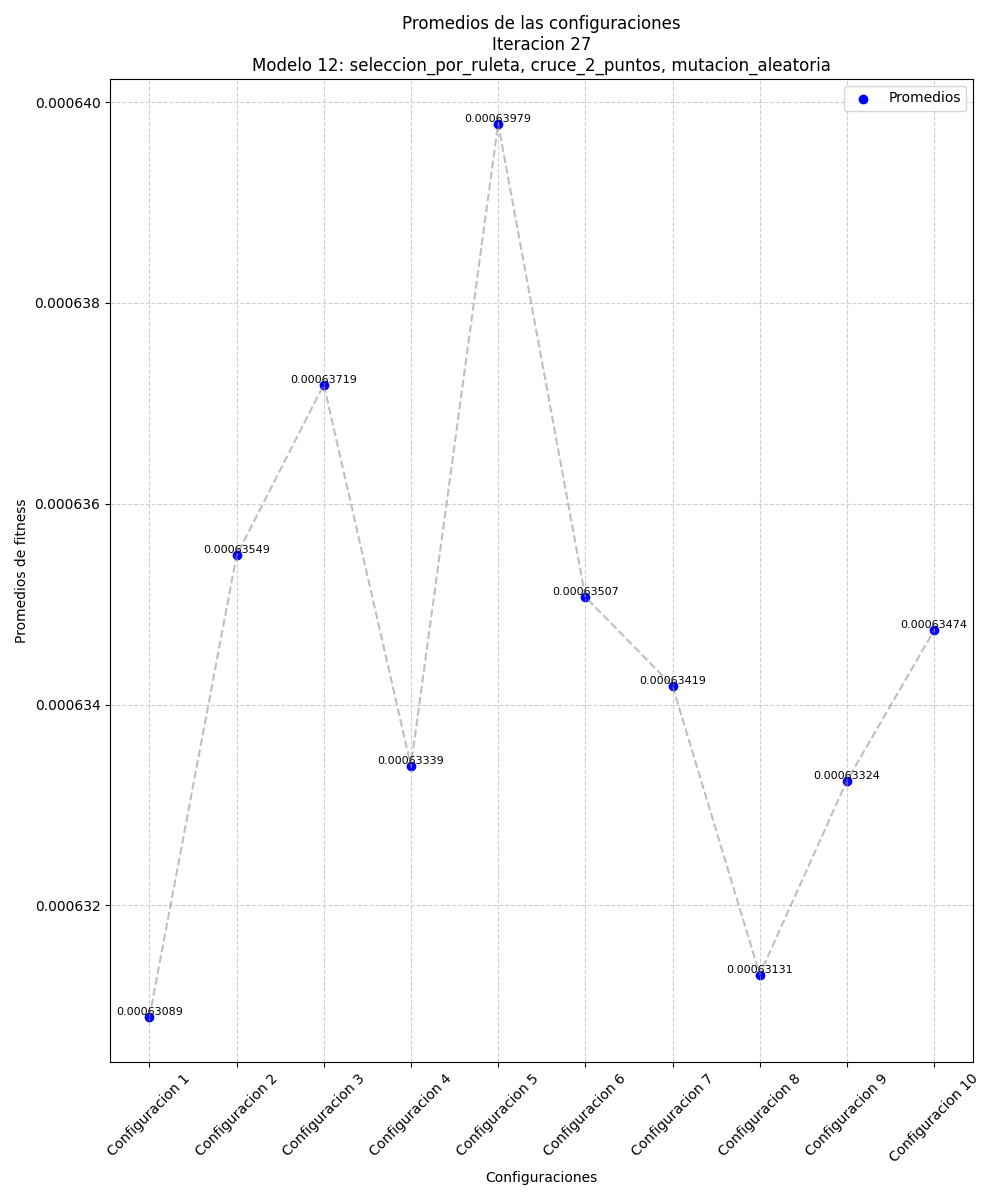 Promedios de las configuraciones
Iteracion 27
Modelo 12: seleccion_por_ruleta, cruce_2_puntos, mutacion_aleatoria
Promedios
0.000640
0.000638
0.000636
0.000634
0.000632
Promedios de fitness
0.00063089
0.00063549
0.00063719
0.00063339
0.00063979
0.00063507
0.00063419
0.00063131
0.00063324
0.00063474
Configuracion 1
Configuracion 2
Configuracion 3
Configuracion 4
Configuracion 5
Configuracion 6
Configuracion 7
Configuracion 8
Configuracion 9
Configuracion 10
Configuraciones